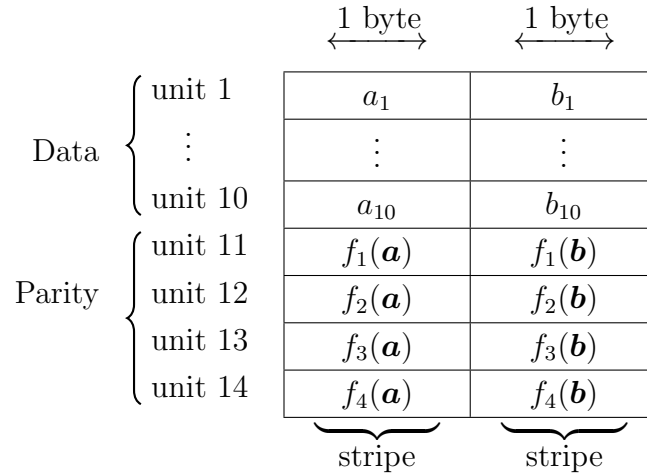 1 byte 1 byte
unit 1 a₁ b₁
Data ⋮ ⋮ ⋮
unit 10 a₁₀ b₁₀
unit 11 f₁(a) f₁(b)
Parity unit 12 f₂(a) f₂(b)
unit 13 f₃(a) f₃(b)
unit 14 f₄(a) f₄(b)
stripe stripe